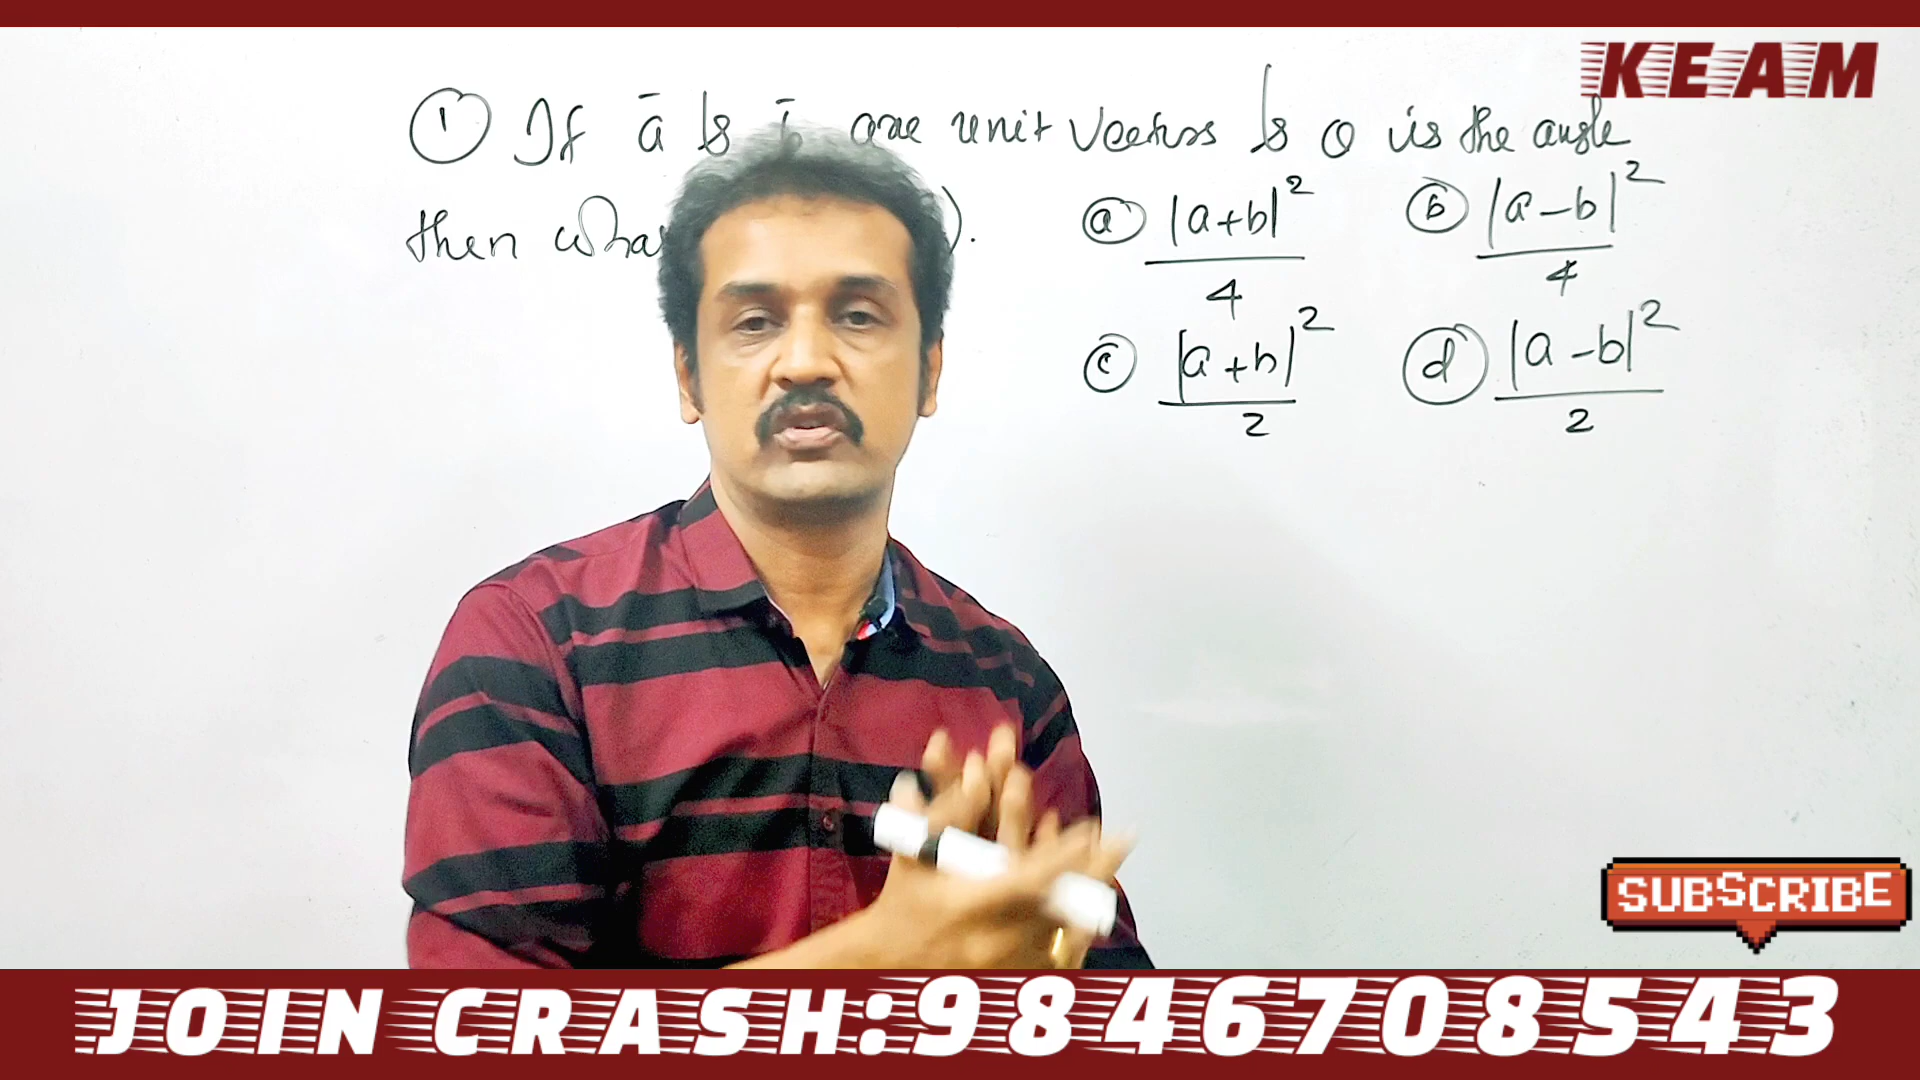 KEAM
① If ā & b̄ are unit vectors & θ is the angle
then wha ).
ⓐ |a+b|² / 4 ⓑ |a-b|² / 4
ⓒ |a+b|² / 2 ⓓ |a-b|² / 2
SUBSCRIBE
JOIN CRASH:9846708543